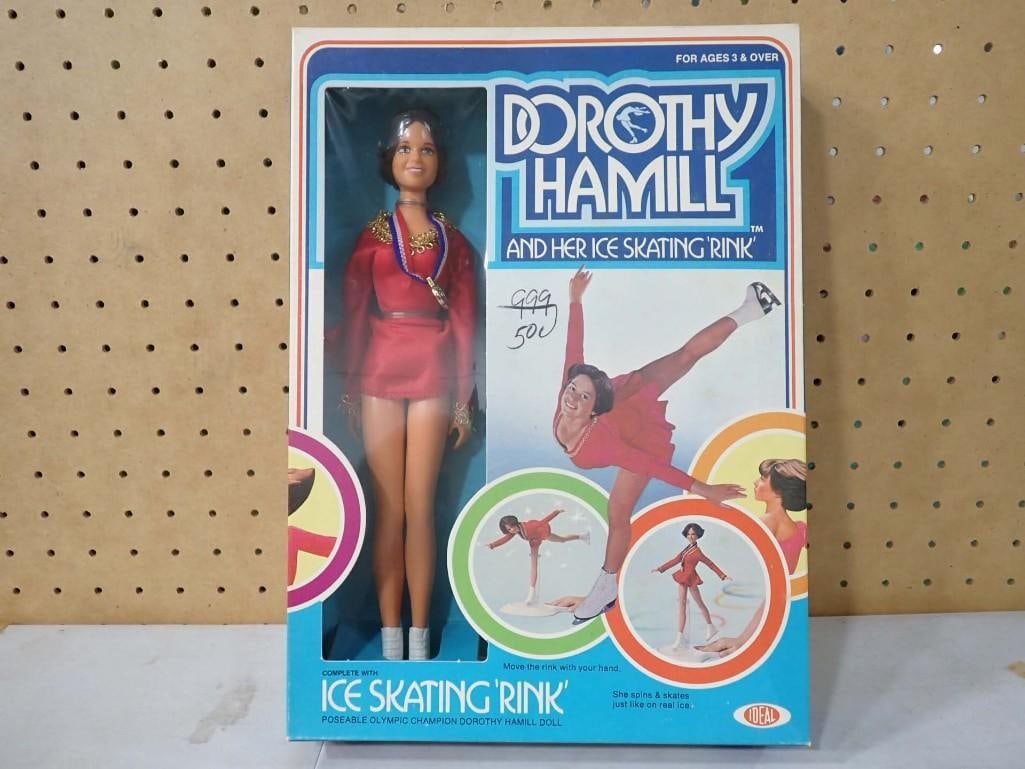 FOR AGES 3 & OVER
DOROTHY
HAMILL™
AND HER ICE SKATING 'RINK'
999
500
Move the rink with your hand.
She spins & skates
just like on real ice.
COMPLETE WITH
ICE SKATING 'RINK'
POSEABLE OLYMPIC CHAMPION DOROTHY HAMILL DOLL
IDEAL